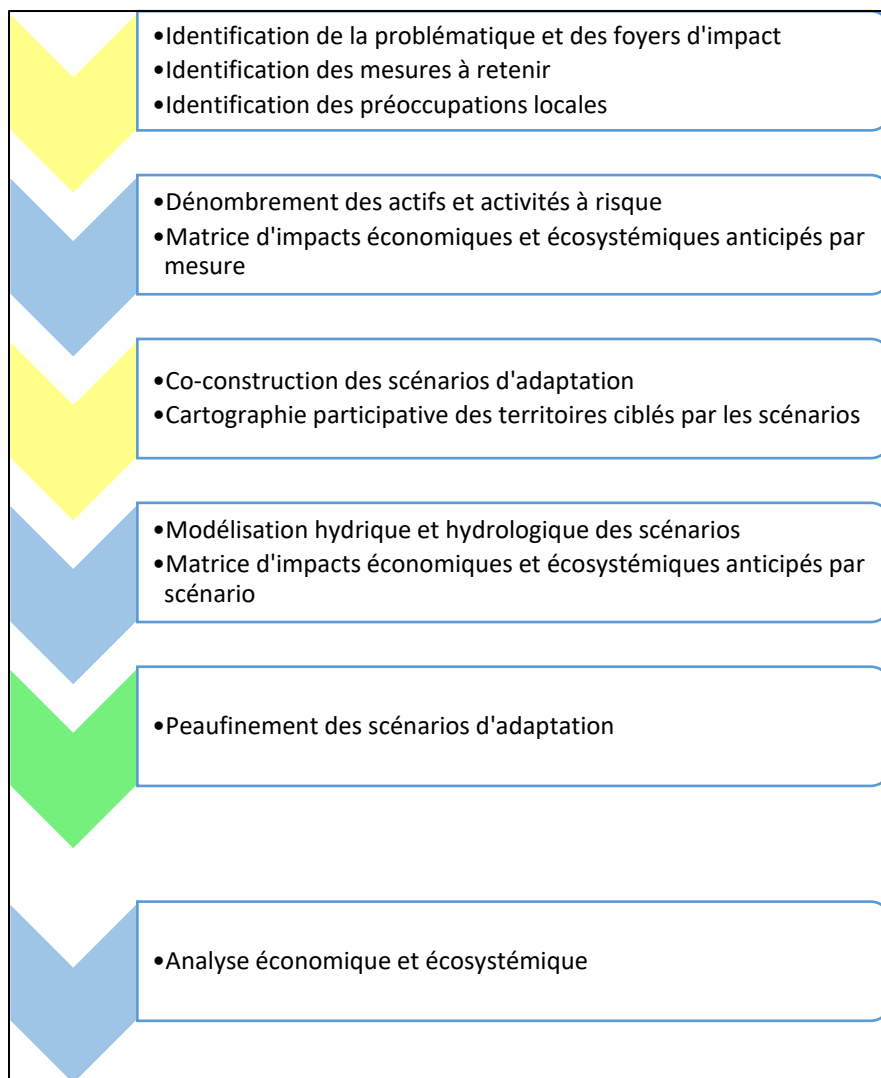 •Identification de la problématique et des foyers d'impact
•Identification des mesures à retenir
•Identification des préoccupations locales
•Dénombrement des actifs et activités à risque
•Matrice d'impacts économiques et écosystémiques anticipés par
mesure
•Co-construction des scénarios d'adaptation
•Cartographie participative des territoires ciblés par les scénarios
•Modélisation hydrique et hydrologique des scénarios
•Matrice d'impacts économiques et écosystémiques anticipés par
scénario
•Peaufinement des scénarios d'adaptation
•Analyse économique et écosystémique